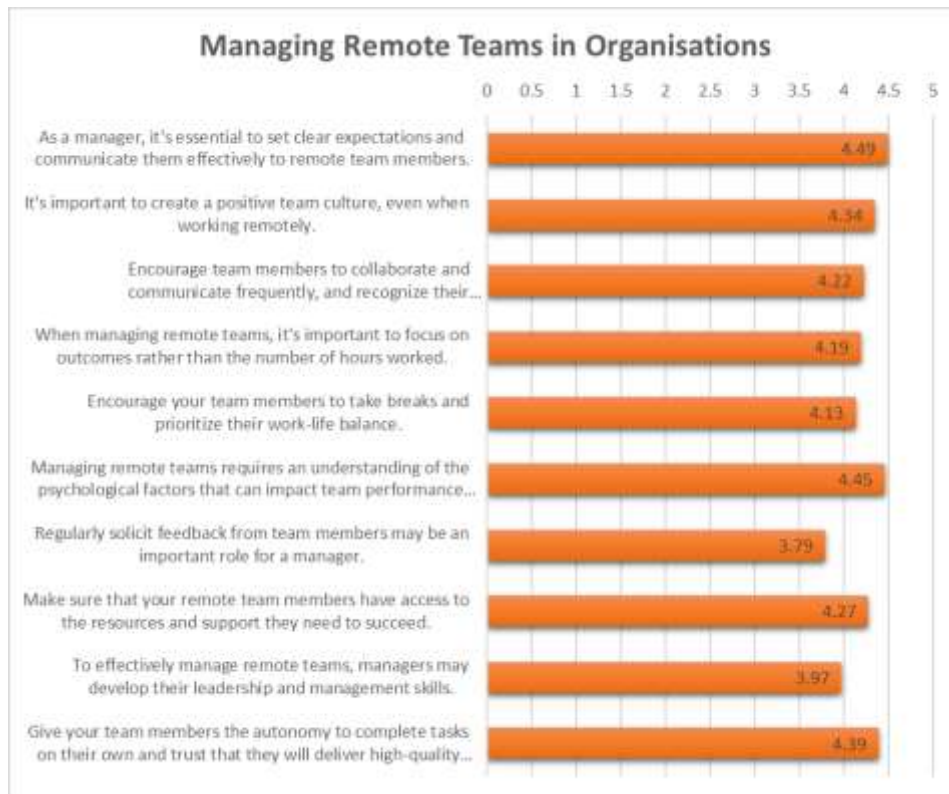 Managing Remote Teams in Organisations
0 0.5 1 1.5 2 2.5 3 3.5 4 4.5 5
As a manager, it's essential to set clear expectations and
communicate them effectively to remote team members.
4.49
It's important to create a positive team culture, even when
working remotely.
4.34
Encourage team members to collaborate and
communicate frequently, and recognize their...
4.22
When managing remote teams, it's important to focus on
outcomes rather than the number of hours worked.
4.19
Encourage your team members to take breaks and
prioritize their work-life balance.
4.13
Managing remote teams requires an understanding of the
psychological factors that can impact team performance...
4.45
Regularly solicit feedback from team members may be an
important role for a manager.
3.79
Make sure that your remote team members have access to
the resources and support they need to succeed.
4.27
To effectively manage remote teams, managers may
develop their leadership and management skills.
3.97
Give your team members the autonomy to complete tasks
on their own and trust that they will deliver high-quality...
4.39